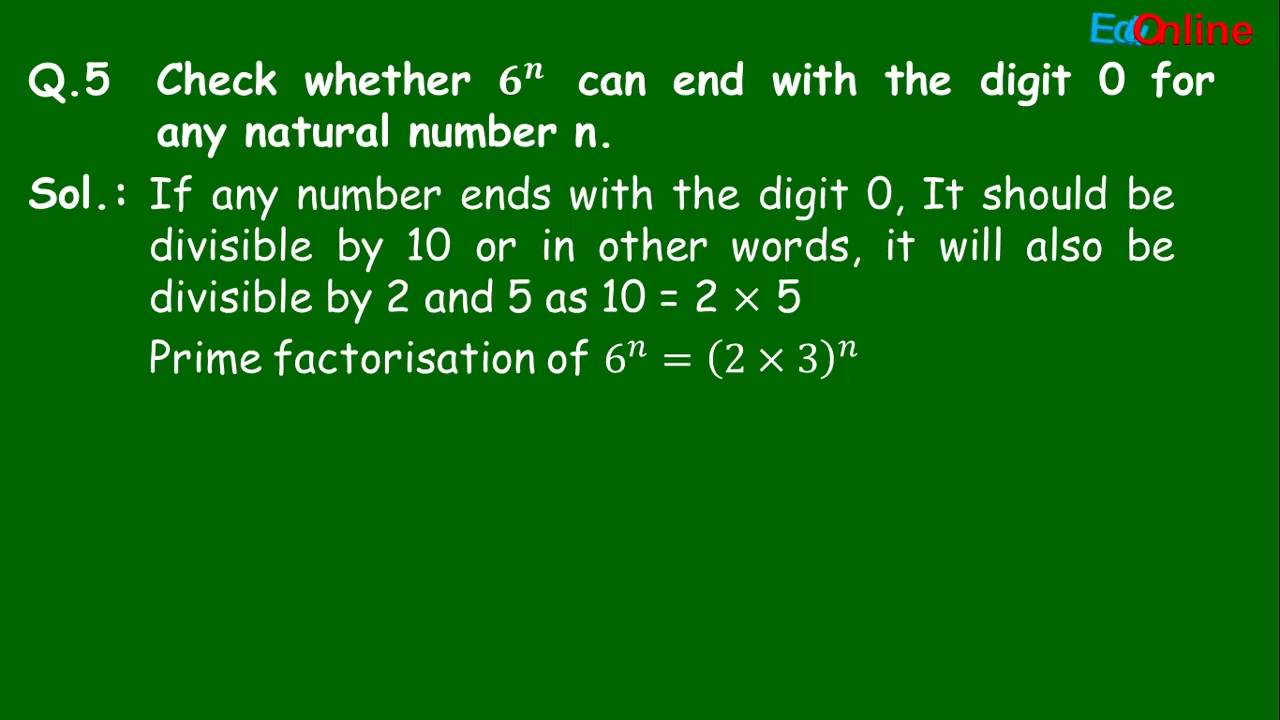 EduOnline
Q.5 Check whether 6ⁿ can end with the digit 0 for
any natural number n.
Sol.: If any number ends with the digit 0, It should be
divisible by 10 or in other words, it will also be
divisible by 2 and 5 as 10 = 2 × 5
Prime factorisation of 6ⁿ = (2 × 3)ⁿ